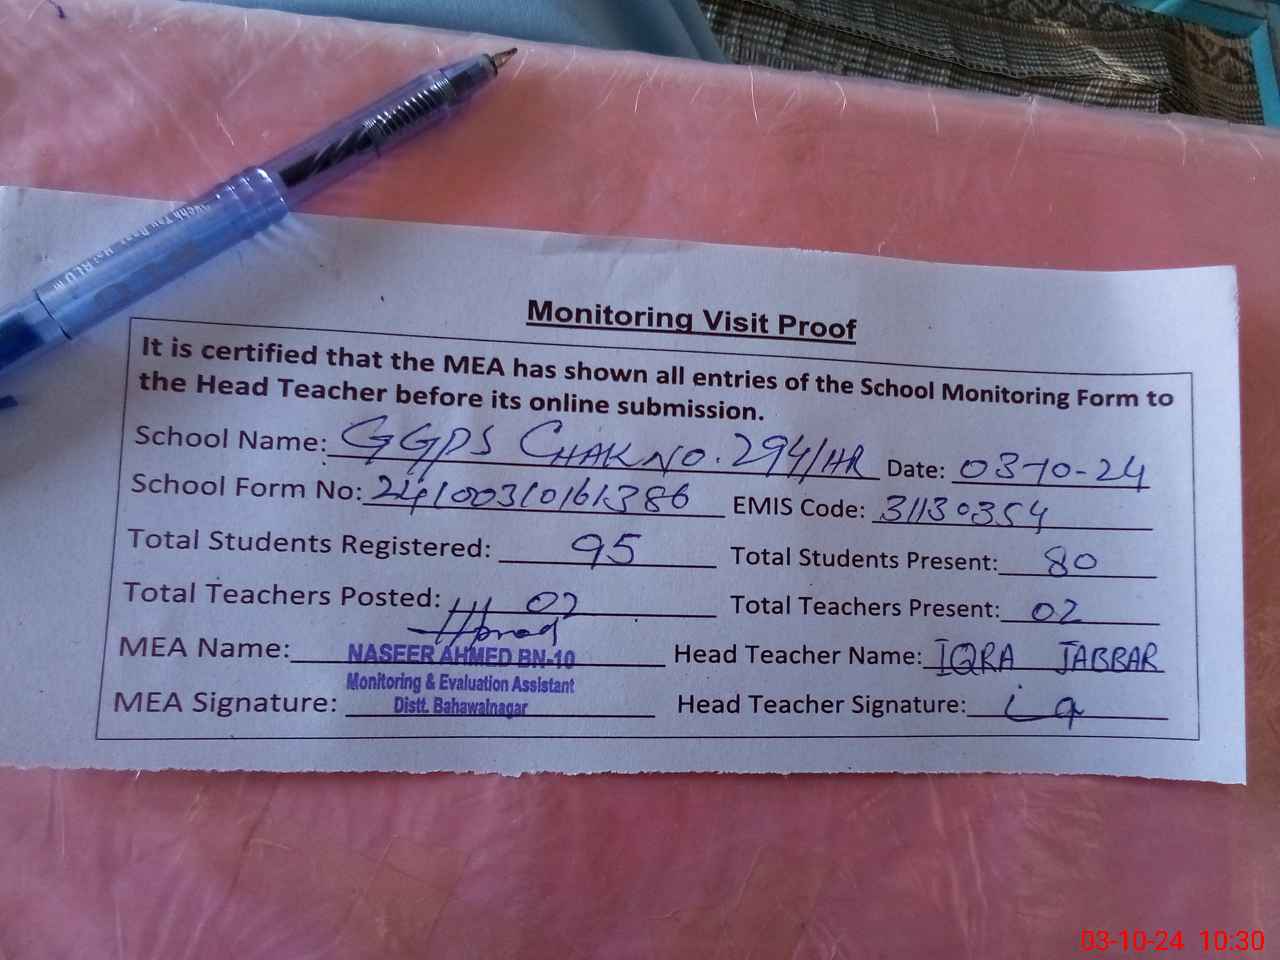 Monitoring Visit Proof
It is certified that the MEA has shown all entries of the School Monitoring Form to
the Head Teacher before its online submission.
School Name: GGPS CHAK NO. 294/HR Date: 03-10-24
School Form No: 24100310161386 EMIS Code: 31130354
Total Students Registered: 95 Total Students Present: 80
Total Teachers Posted: 02 Total Teachers Present: 02
MEA Name: NASEER AHMED BN-10 Head Teacher Name: IQRA JABBAR
Monitoring & Evaluation Assistant
MEA Signature: Distt. Bahawalnagar Head Teacher Signature:
03-10-24 10:30